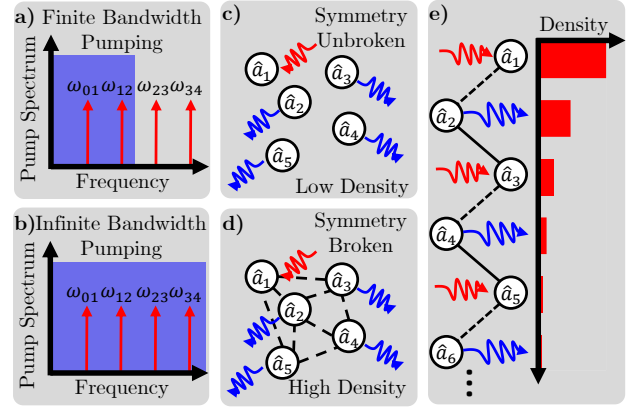 a) Finite Bandwidth
Pumping
ω₀₁ ω₁₂ ω₂₃ ω₃₄
Pump Spectrum
Frequency
b) Infinite Bandwidth
Pumping
ω₀₁ ω₁₂ ω₂₃ ω₃₄
Pump Spectrum
Frequency
c) Symmetry
Unbroken
â₁
â₃
â₂
â₄
â₅
Low Density
d) Symmetry
Broken
â₁
â₃
â₂
â₄
â₅
High Density
e) Density
â₁
â₂
â₃
â₄
â₅
â₆
⋮